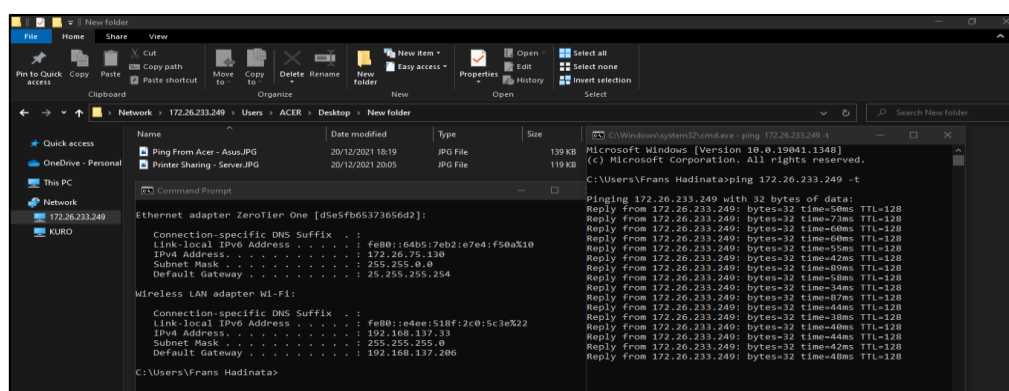 New folder
File Home Share View
Pin to Quick access
Copy
Paste
Cut
Copy path
Paste shortcut
Clipboard
Move to
Copy to
Delete
Rename
Organize
New folder
New item
Easy access
New
Properties
Open
Edit
History
Open
Select all
Select none
Invert selection
Select
Network › 172.26.233.249 › Users › ACER › Desktop › New folder
Search New folder
Quick access
OneDrive - Personal
This PC
Network
172.26.233.249
KURO
Name Date modified Type Size
Ping From Acer - Asus.JPG 20/12/2021 18:19 JPG File 139 KB
Printer Sharing - Server.JPG 20/12/2021 20:05 JPG File 119 KB
Command Prompt
Ethernet adapter ZeroTier One [d5e5fb6537365 6d2]:
Connection-specific DNS Suffix . :
Link-local IPv6 Address . . . . . : fe80::64b5:7eb2:e7e4:f50a%10
IPv4 Address. . . . . . . . . . . : 172.26.75.130
Subnet Mask . . . . . . . . . . . : 255.255.0.0
Default Gateway . . . . . . . . . : 25.255.255.254
Wireless LAN adapter Wi-Fi:
Connection-specific DNS Suffix . :
Link-local IPv6 Address . . . . . : fe80::e4ee:518f:2c0:5c3e%22
IPv4 Address. . . . . . . . . . . : 192.168.137.33
Subnet Mask . . . . . . . . . . . : 255.255.255.0
Default Gateway . . . . . . . . . : 192.168.137.206
C:\Users\Frans Hadinata>
C:\Windows\system32\cmd.exe - ping 172.26.233.249 -t
Microsoft Windows [Version 10.0.19041.1348]
(c) Microsoft Corporation. All rights reserved.
C:\Users\Frans Hadinata>ping 172.26.233.249 -t
Pinging 172.26.233.249 with 32 bytes of data:
Reply from 172.26.233.249: bytes=32 time=50ms TTL=128
Reply from 172.26.233.249: bytes=32 time=73ms TTL=128
Reply from 172.26.233.249: bytes=32 time=60ms TTL=128
Reply from 172.26.233.249: bytes=32 time=60ms TTL=128
Reply from 172.26.233.249: bytes=32 time=55ms TTL=128
Reply from 172.26.233.249: bytes=32 time=42ms TTL=128
Reply from 172.26.233.249: bytes=32 time=89ms TTL=128
Reply from 172.26.233.249: bytes=32 time=58ms TTL=128
Reply from 172.26.233.249: bytes=32 time=34ms TTL=128
Reply from 172.26.233.249: bytes=32 time=87ms TTL=128
Reply from 172.26.233.249: bytes=32 time=44ms TTL=128
Reply from 172.26.233.249: bytes=32 time=38ms TTL=128
Reply from 172.26.233.249: bytes=32 time=40ms TTL=128
Reply from 172.26.233.249: bytes=32 time=44ms TTL=128
Reply from 172.26.233.249: bytes=32 time=42ms TTL=128
Reply from 172.26.233.249: bytes=32 time=48ms TTL=128